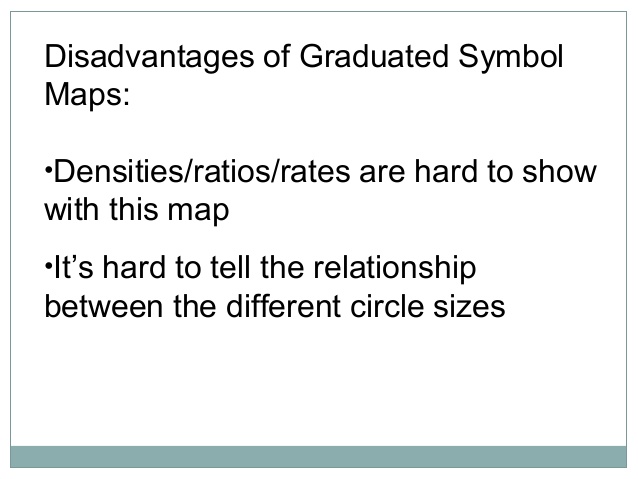 Disadvantages of Graduated Symbol
Maps:
•Densities/ratios/rates are hard to show
with this map
•It’s hard to tell the relationship
between the different circle sizes